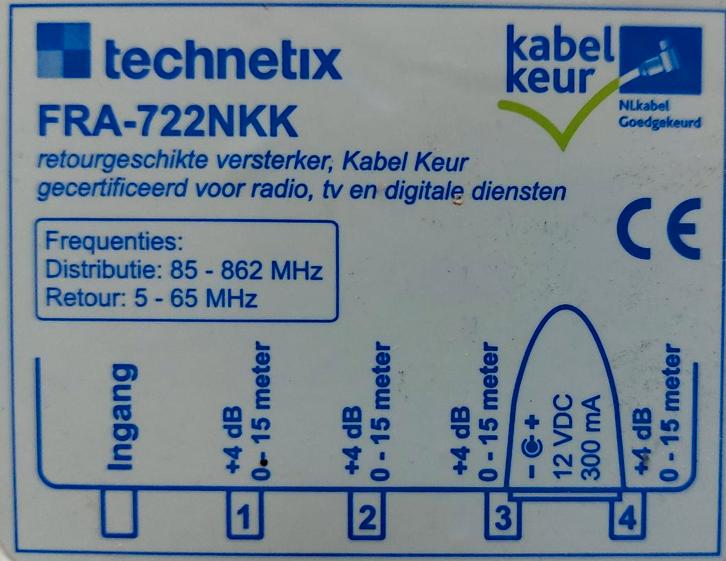 technetix
kabel
keur
NLkabel
Goedgekeurd
FRA-722NKK
retourgeschikte versterker, Kabel Keur
gecertificeerd voor radio, tv en digitale diensten
CE
Frequenties:
Distributie: 85 - 862 MHz
Retour: 5 - 65 MHz
Ingang
+4 dB
0 - 15 meter
+4 dB
0 - 15 meter
+4 dB
0 - 15 meter
- +
12 VDC
300 mA
+4 dB
0 - 15 meter
1
2
3
4